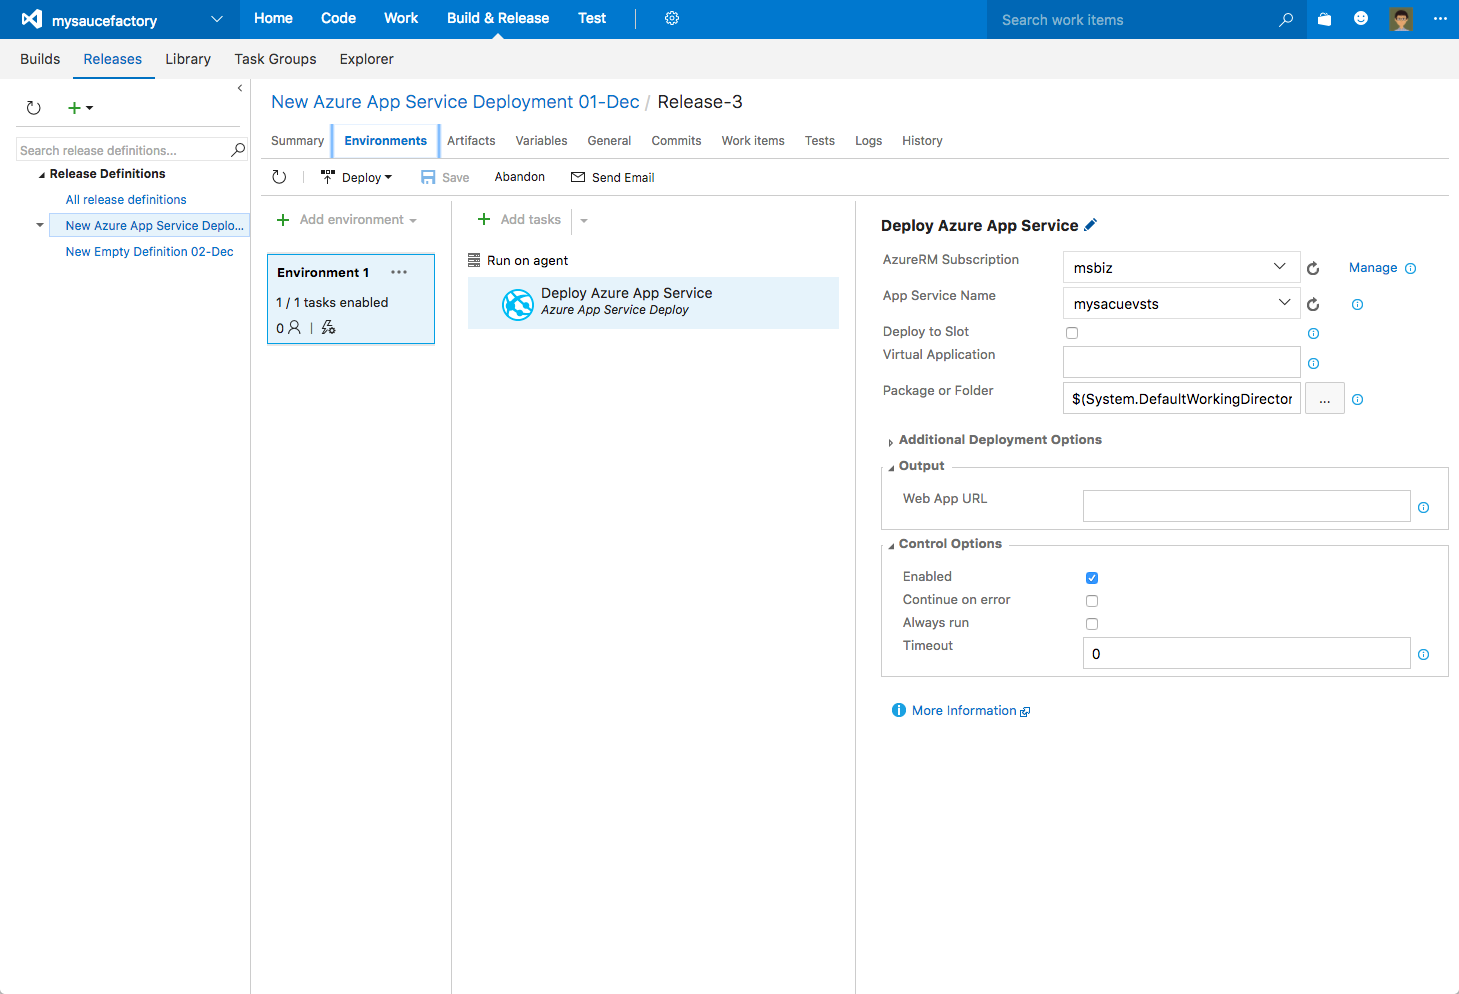 mysaucefactory
Home Code Work Build & Release Test
Search work items
Builds Releases Library Task Groups Explorer
Search release definitions...
Release Definitions
All release definitions
New Azure App Service Deplo...
New Empty Definition 02-Dec
New Azure App Service Deployment 01-Dec / Release-3
Summary Environments Artifacts Variables General Commits Work items Tests Logs History
Deploy Save Abandon Send Email
Add environment
Environment 1 ...
1 / 1 tasks enabled
0 |
Add tasks
Run on agent
Deploy Azure App Service
Azure App Service Deploy
Deploy Azure App Service
AzureRM Subscription msbiz Manage
App Service Name mysacuevsts
Deploy to Slot
Virtual Application
Package or Folder $(System.DefaultWorkingDirector ...
Additional Deployment Options
Output
Web App URL
Control Options
Enabled
Continue on error
Always run
Timeout 0
More Information